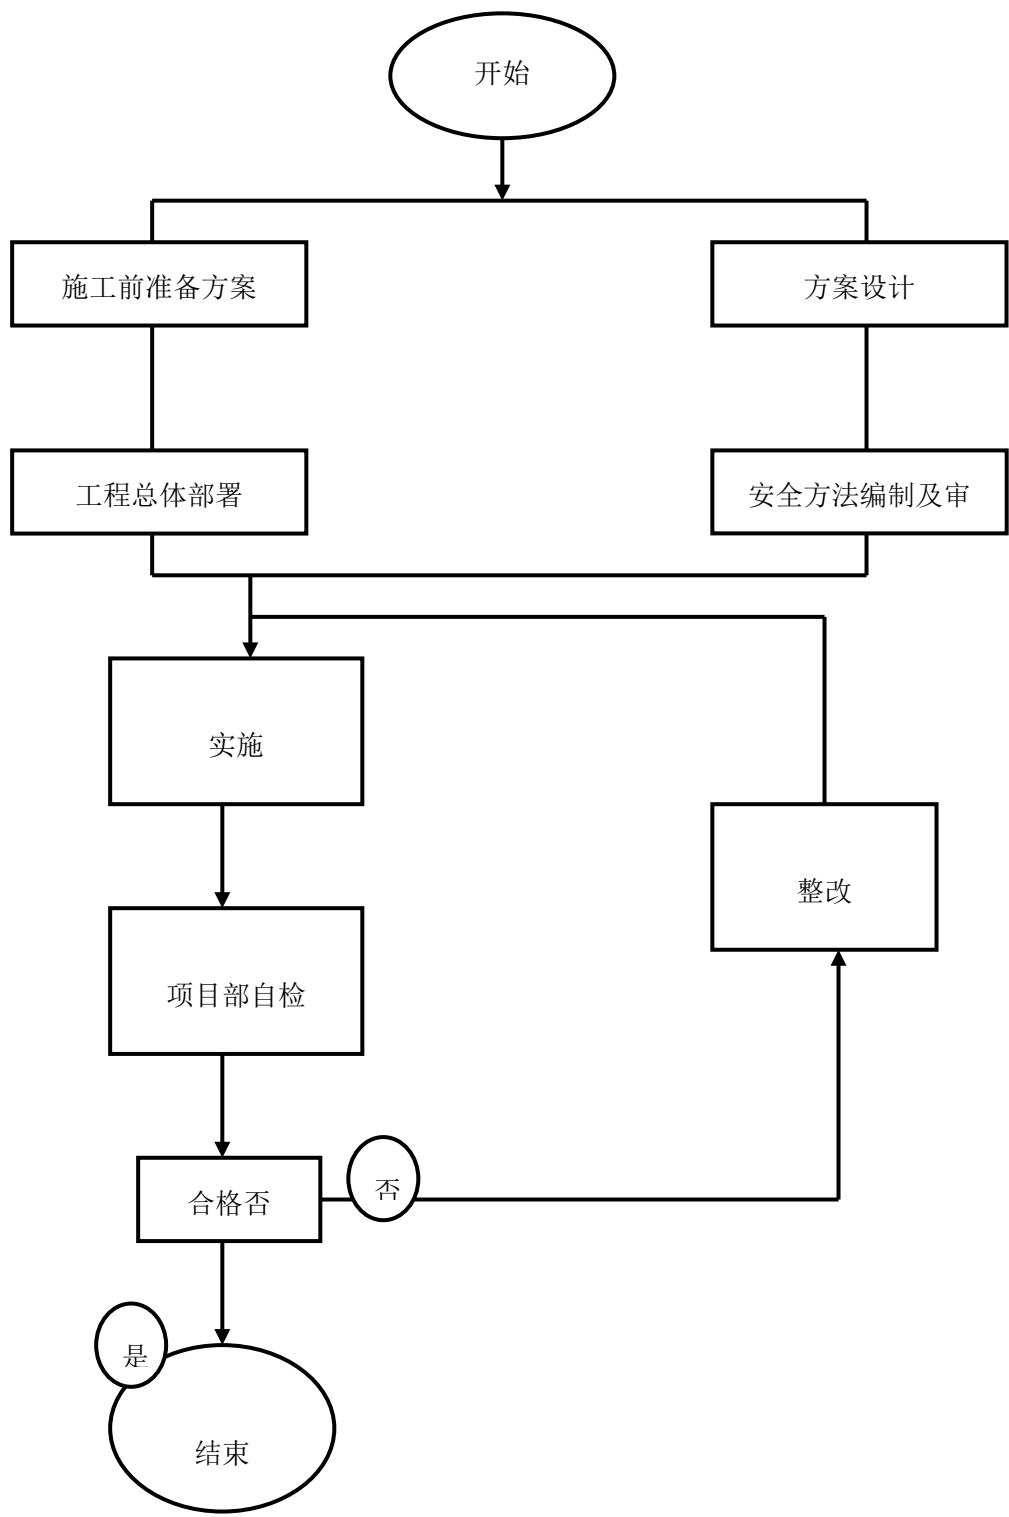 开始
施工前准备方案
方案设计
工程总体部署
安全方法编制及审
实施
整改
项目部自检
否
合格否
是
结束